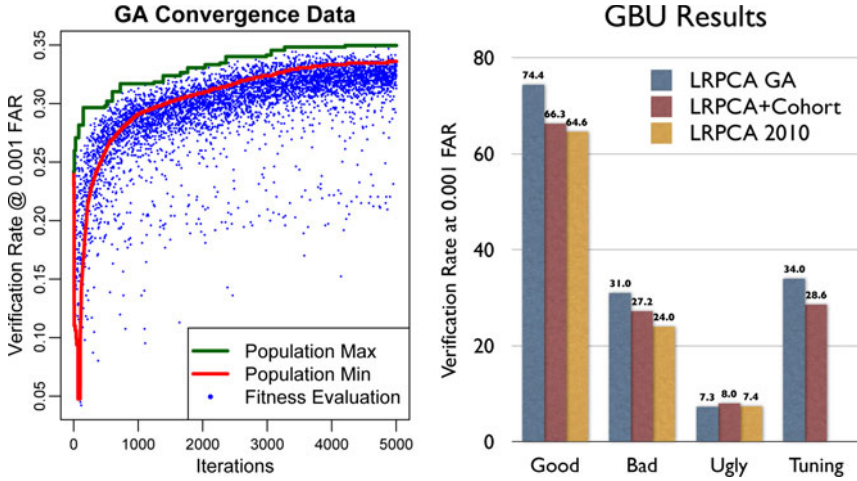 GA Convergence Data
Verification Rate @ 0.001 FAR
0.35
0.30
0.25
0.20
0.15
0.10
0.05
Population Max
Population Min
Fitness Evaluation
0 1000 2000 3000 4000 5000
Iterations
GBU Results
Verification Rate at 0.001 FAR
80
60
40
20
0
LRPCA GA
LRPCA+Cohort
LRPCA 2010
74.4 66.3 64.6
31.0 27.2 24.0
7.3 8.0 7.4
34.0 28.6
Good Bad Ugly Tuning